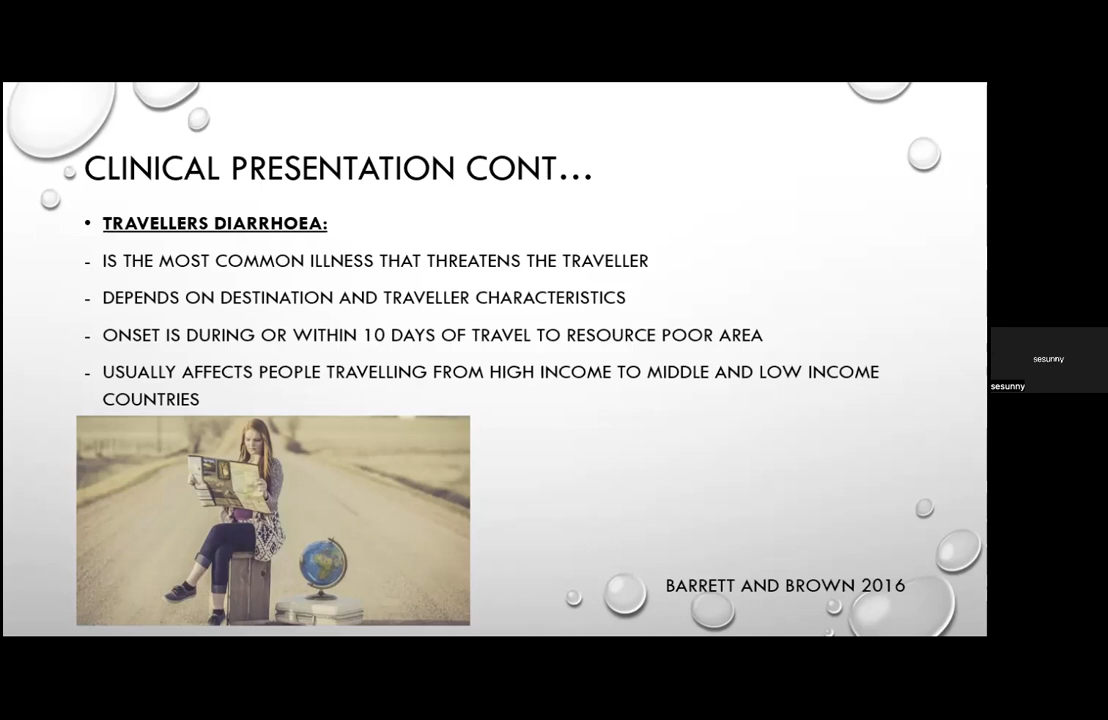 CLINICAL PRESENTATION CONT...
• TRAVELLERS DIARRHOEA:
- IS THE MOST COMMON ILLNESS THAT THREATENS THE TRAVELLER
- DEPENDS ON DESTINATION AND TRAVELLER CHARACTERISTICS
- ONSET IS DURING OR WITHIN 10 DAYS OF TRAVEL TO RESOURCE POOR AREA
- USUALLY AFFECTS PEOPLE TRAVELLING FROM HIGH INCOME TO MIDDLE AND LOW INCOME
COUNTRIES
BARRETT AND BROWN 2016
sesunny
sesunny